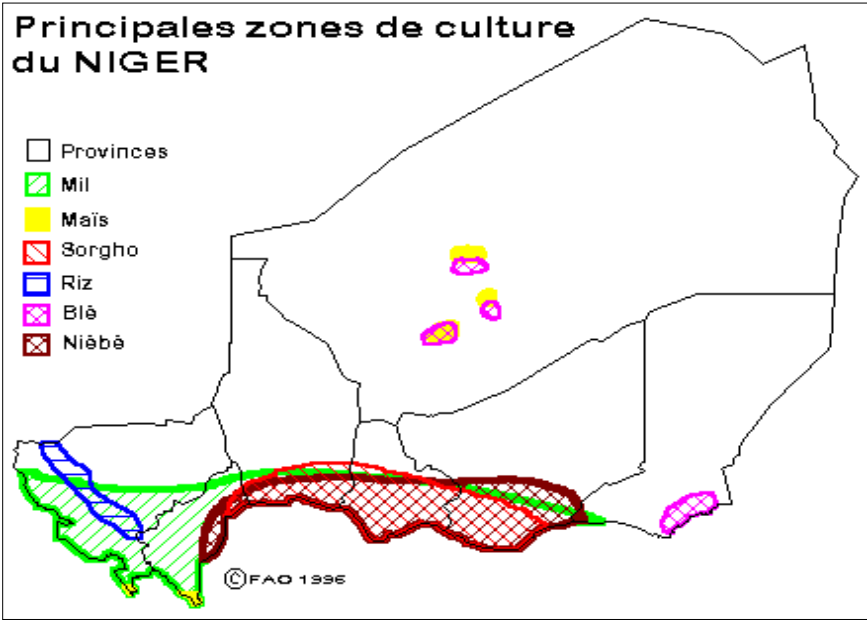 Principales zones de culture
du NIGER
Provinces
Mil
Maïs
Sorgho
Riz
Blé
Niébé
©FAO 1996